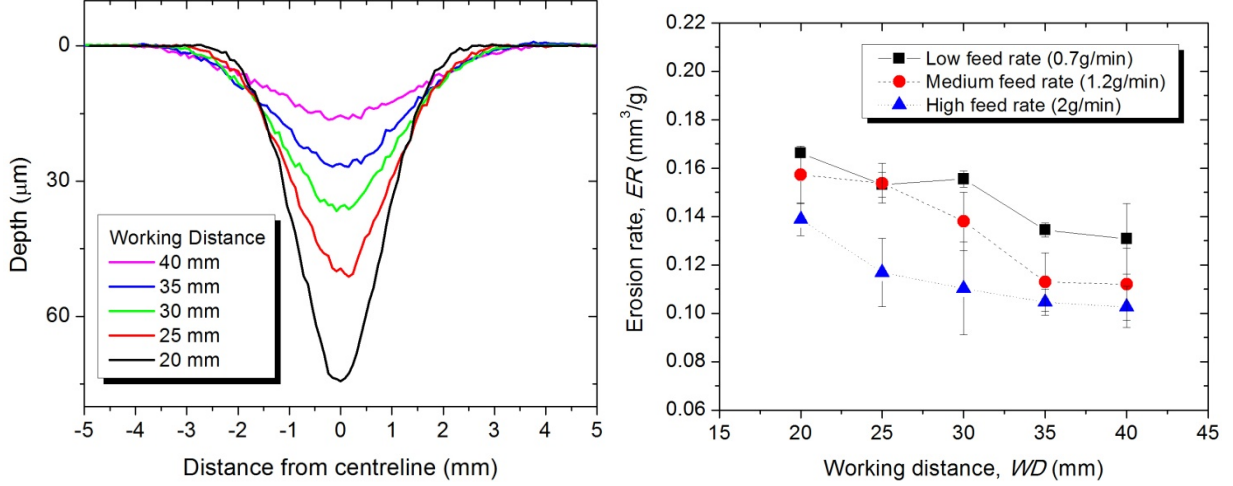 0
30
60
Depth (μm)
Working Distance
40 mm
35 mm
30 mm
25 mm
20 mm
-5 -4 -3 -2 -1 0 1 2 3 4 5
Distance from centreline (mm)
0.22
0.20
0.18
0.16
0.14
0.12
0.10
0.08
0.06
Erosion rate, ER (mm³/g)
Low feed rate (0.7g/min)
Medium feed rate (1.2g/min)
High feed rate (2g/min)
15 20 25 30 35 40 45
Working distance, WD (mm)